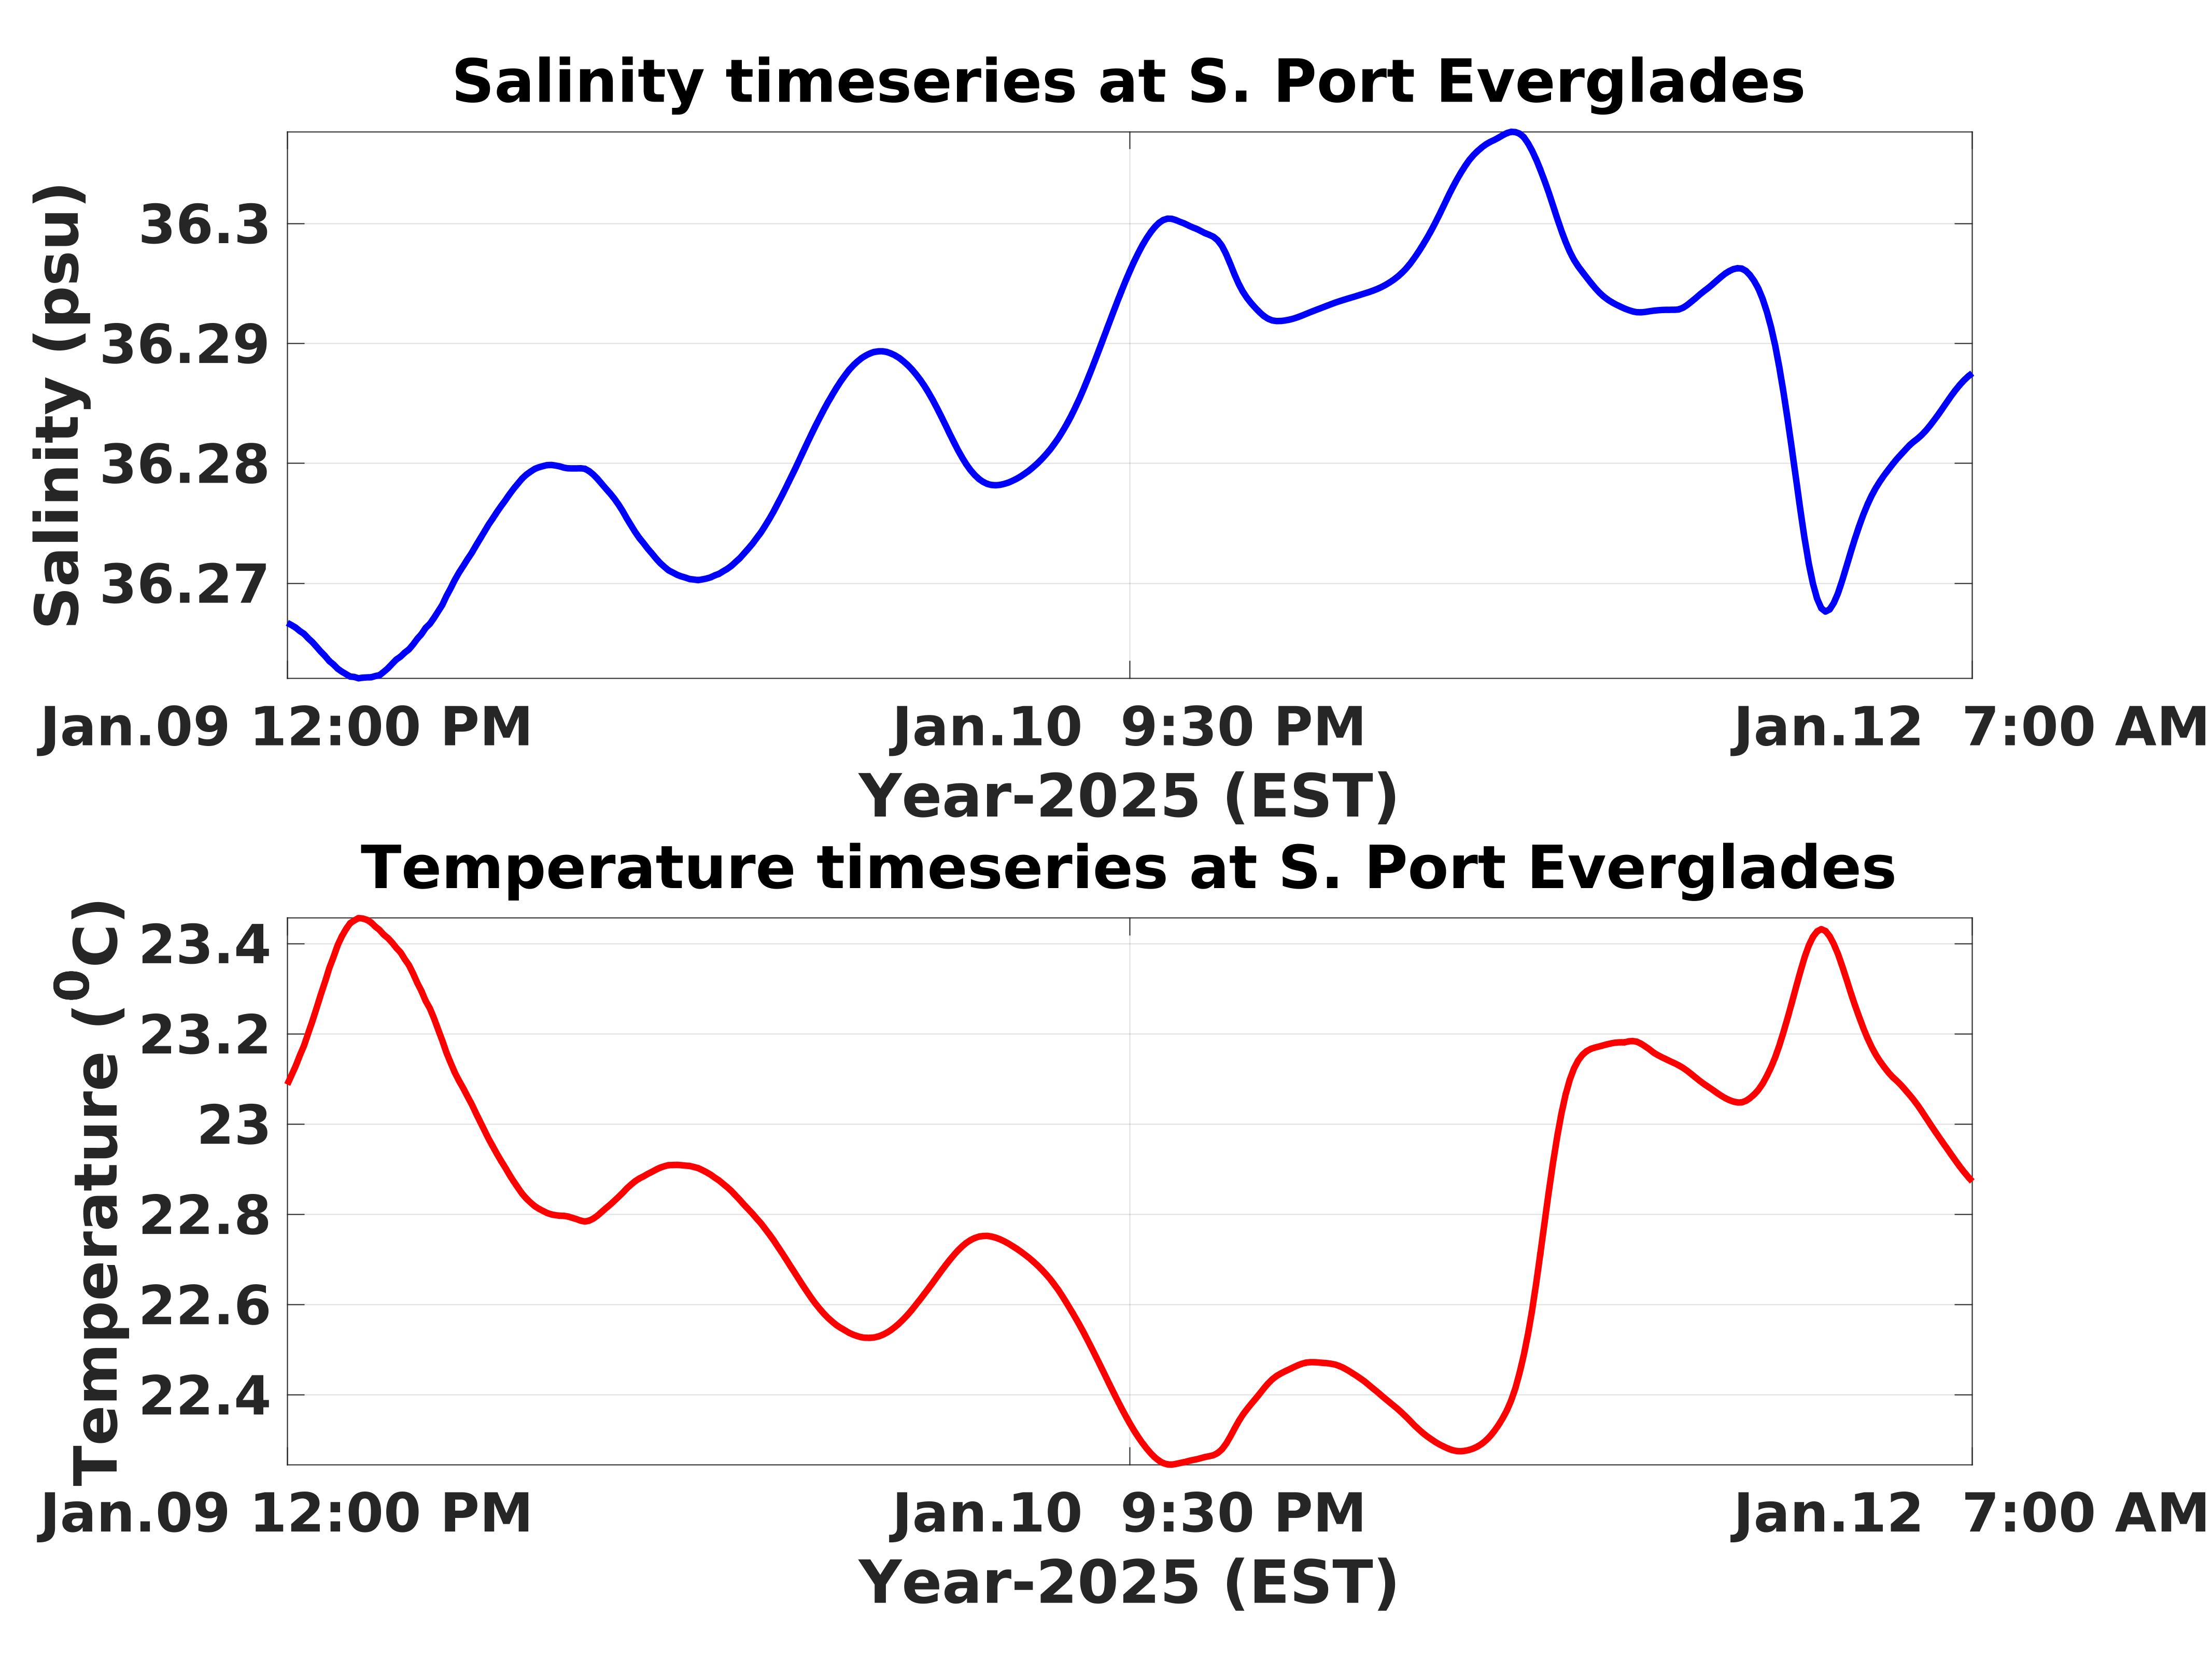 Salinity timeseries at S. Port Everglades
Salinity (psu)
36.3
36.29
36.28
36.27
Jan.09 12:00 PM
Jan.10  9:30 PM
Jan.12  7:00 AM
Year-2025 (EST)
Temperature timeseries at S. Port Everglades
Temperature (⁰C)
23.4
23.2
23
22.8
22.6
22.4
Jan.09 12:00 PM
Jan.10  9:30 PM
Jan.12  7:00 AM
Year-2025 (EST)